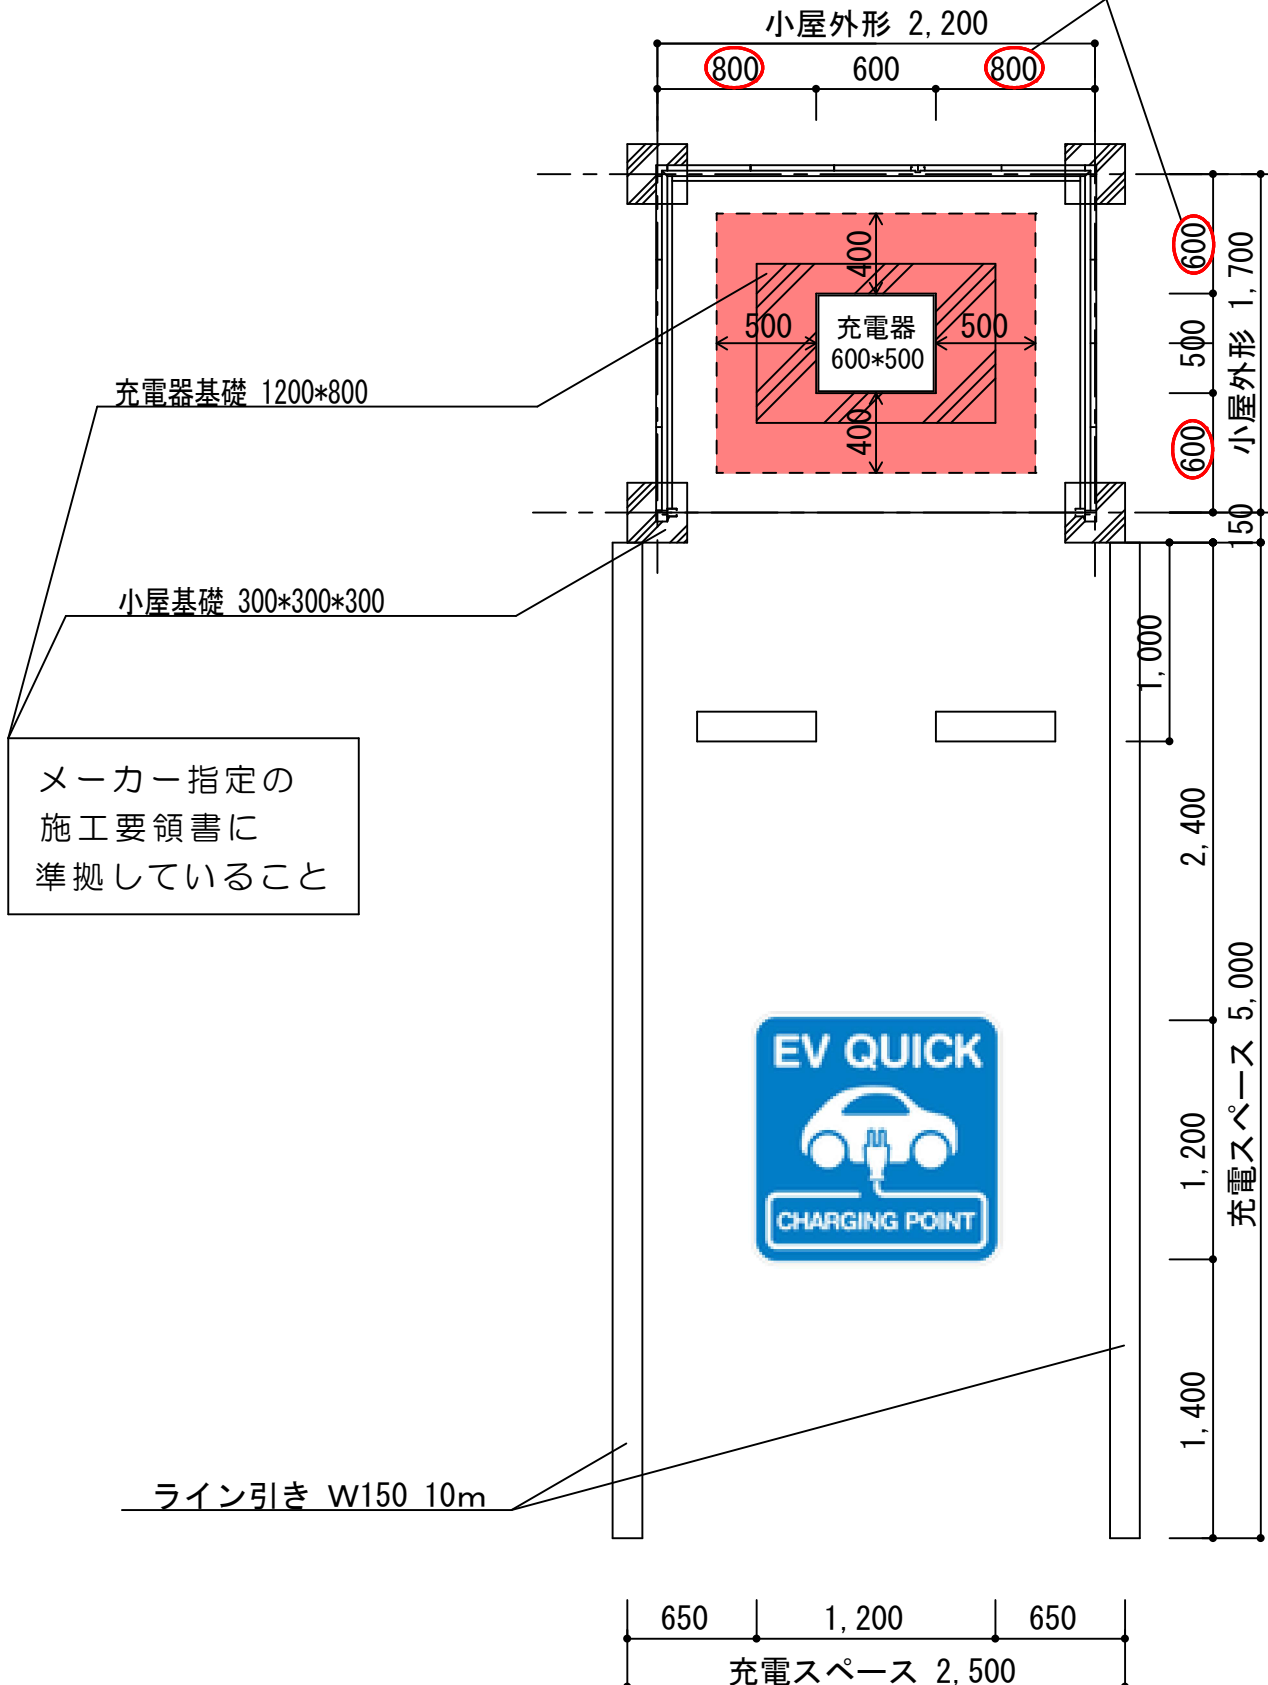 小屋外形 2,200
800
600
800
400
500
充電器
600*500
500
400
600
500
600
小屋外形 1,700
150
充電器基礎 1200*800
小屋基礎 300*300*300
1,000
メーカー指定の
施工要領書に
準拠していること
2,400
充電スペース 5,000
EV QUICK
CHARGING POINT
1,200
1,400
ライン引き W150 10m
650
1,200
650
充電スペース 2,500